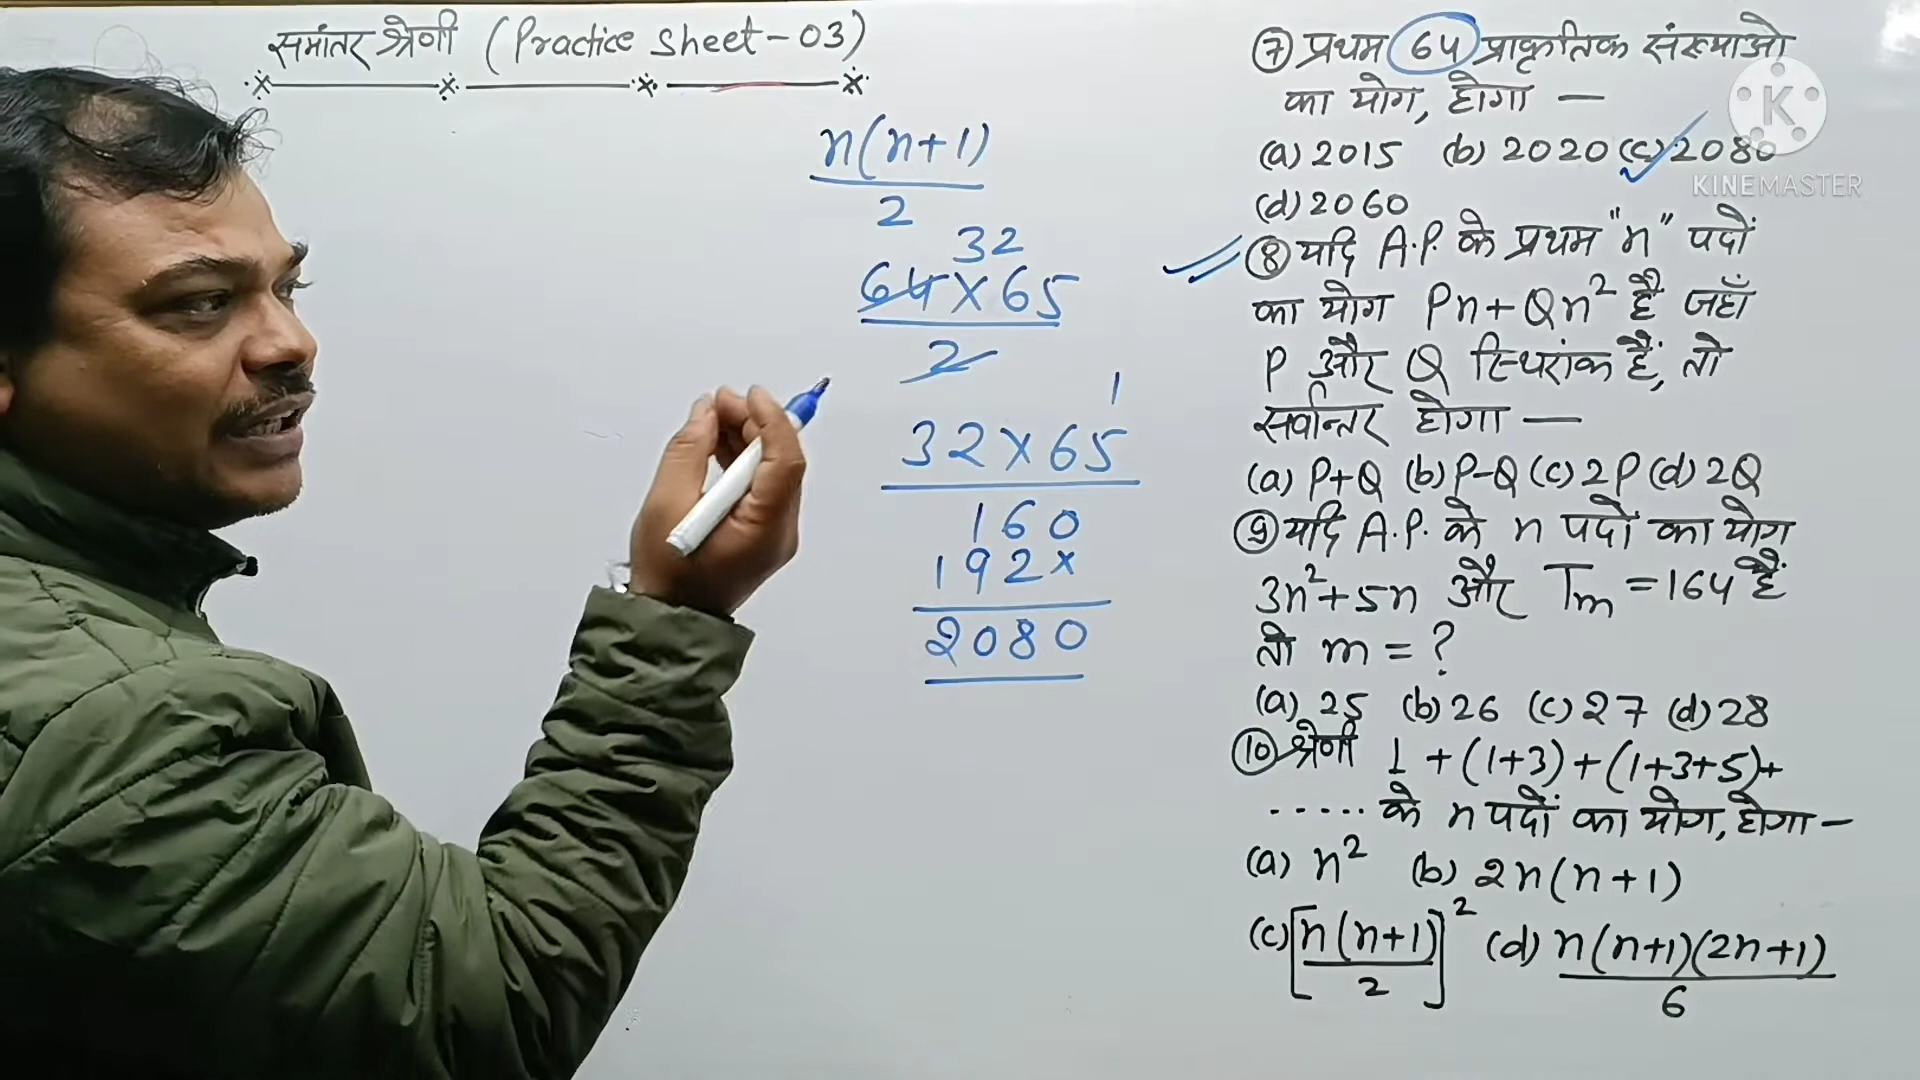 समांतर श्रेणी (Practice Sheet-03)
n(n+1)
2
32
64×65
2
1
32×65
160
192×
2080
⑦ प्रथम 64 प्राकृतिक संख्याओ
का योग, होगा —
(a) 2015 (b) 2020 (c) 2080
(d) 2060
⑧ यदि A.P. के प्रथम "n" पदों
का योग Pn+Qn² है जहाँ
P और Q स्थिरांक हैं, तो
सर्वान्तर होगा —
(a) P+Q (b) P-Q (c) 2P (d) 2Q
⑨ यदि A.P. के n पदों का योग
3n²+5n और Tm = 164 है
तो m = ?
(a) 25 (b) 26 (c) 27 (d) 28
⑩ श्रेणी 1 + (1+3) + (1+3+5)+
..... के n पदों का योग, होगा —
(a) n² (b) 2n(n+1)
(c) [n(n+1)/2]² (d) n(n+1)(2n+1)/6
K
KINEMASTER